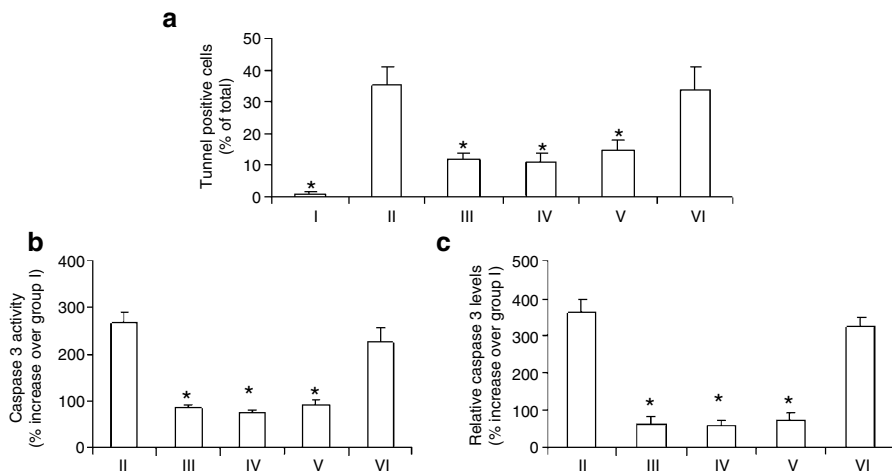 a
Tunnel positive cells
(% of total)
50
40
30
20
10
0
*
*
*
*
I
II
III
IV
V
VI
b
Caspase 3 activity
(% increase over group I)
400
300
200
100
0
*
*
*
II
III
IV
V
VI
c
Relative caspase 3 levels
(% increase over group I)
500
400
300
200
100
0
*
*
*
II
III
IV
V
VI